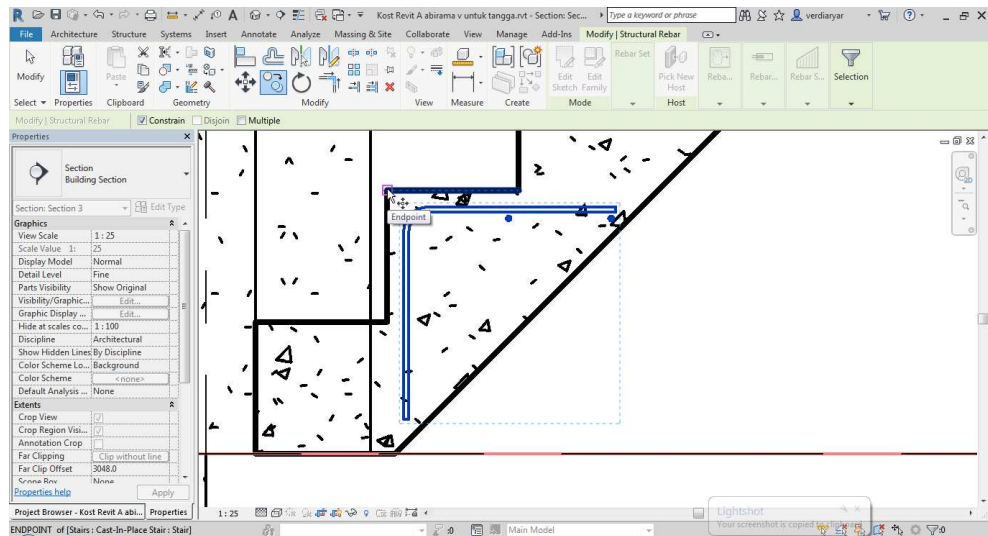 Kost Revit A abirama v untuk tangga.rvt - Section: Sec...
Type a keyword or phrase
verdiaryar
File Architecture Structure Systems Insert Annotate Analyze Massing & Site Collaborate View Manage Add-Ins Modify | Structural Rebar
Modify
Paste
Edit Sketch
Edit Family
Rebar Set
Pick New Host
Reba...
Rebar...
Rebar S...
Selection
Select Properties Clipboard Geometry Modify View Measure Create Mode Host
Modify | Structural Rebar Constrain Disjoin Multiple
Properties
Section
Building Section
Section: Section 3 Edit Type
Graphics
View Scale 1 : 25
Scale Value 1: 25
Display Model Normal
Detail Level Fine
Parts Visibility Show Original
Visibility/Graphic... Edit...
Graphic Display ... Edit...
Hide at scales co... 1 : 100
Discipline Architectural
Show Hidden Lines By Discipline
Color Scheme Lo... Background
Color Scheme <none>
Default Analysis ... None
Extents
Crop View
Crop Region Visi...
Annotation Crop
Far Clipping Clip without line
Far Clip Offset 3048.0
Scope Box None
Properties help Apply
Project Browser - Kost Revit A abi... Properties
Endpoint
1 : 25
Lightshot
Your screenshot is copied to clipboard
ENDPOINT of [Stairs : Cast-In-Place Stair : Stair]
:0
Main Model
:0